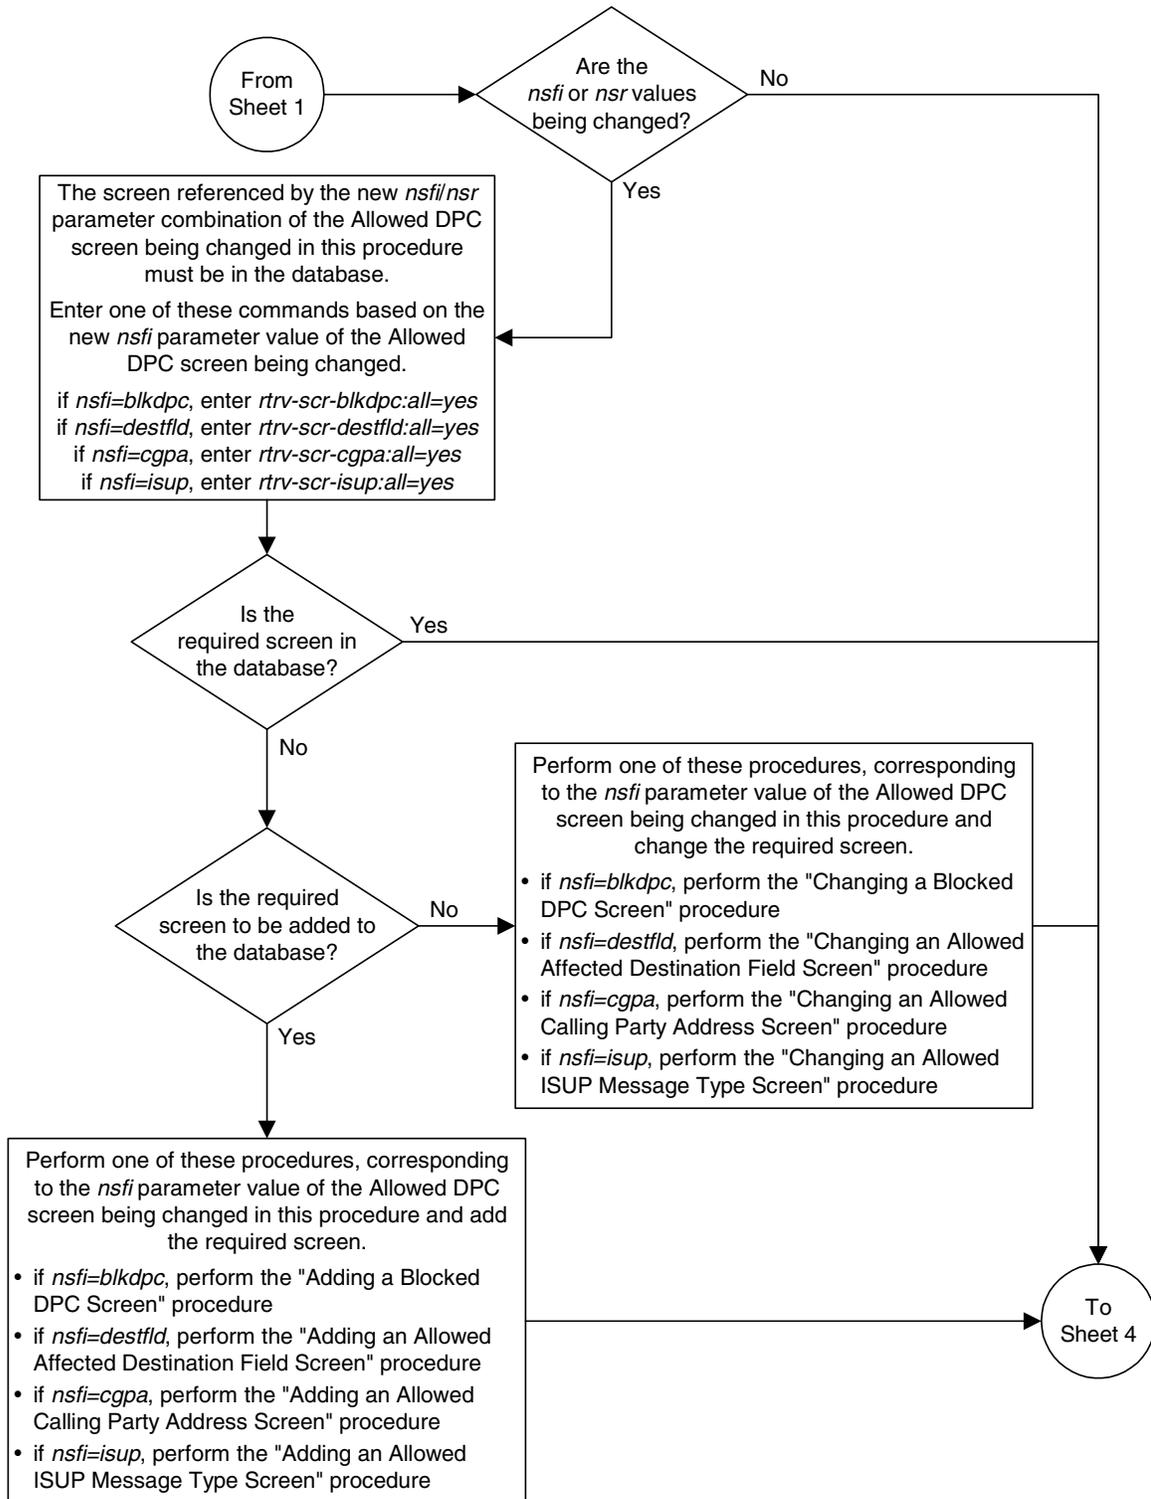 From
Sheet 1
Are the
nsfi or nsr values
being changed?
No
Yes
The screen referenced by the new nsfi/nsr
parameter combination of the Allowed DPC
screen being changed in this procedure
must be in the database.
Enter one of these commands based on the
new nsfi parameter value of the Allowed
DPC screen being changed.
if nsfi=blkdpc, enter rtrv-scr-blkdpc:all=yes
if nsfi=destfld, enter rtrv-scr-destfld:all=yes
if nsfi=cgpa, enter rtrv-scr-cgpa:all=yes
if nsfi=isup, enter rtrv-scr-isup:all=yes
Is the
required screen in
the database?
Yes
No
Is the required
screen to be added to
the database?
No
Yes
Perform one of these procedures, corresponding
to the nsfi parameter value of the Allowed DPC
screen being changed in this procedure and
change the required screen.
• if nsfi=blkdpc, perform the "Changing a Blocked
DPC Screen" procedure
• if nsfi=destfld, perform the "Changing an Allowed
Affected Destination Field Screen" procedure
• if nsfi=cgpa, perform the "Changing an Allowed
Calling Party Address Screen" procedure
• if nsfi=isup, perform the "Changing an Allowed
ISUP Message Type Screen" procedure
Perform one of these procedures, corresponding
to the nsfi parameter value of the Allowed DPC
screen being changed in this procedure and add
the required screen.
• if nsfi=blkdpc, perform the "Adding a Blocked
DPC Screen" procedure
• if nsfi=destfld, perform the "Adding an Allowed
Affected Destination Field Screen" procedure
• if nsfi=cgpa, perform the "Adding an Allowed
Calling Party Address Screen" procedure
• if nsfi=isup, perform the "Adding an Allowed
ISUP Message Type Screen" procedure
To
Sheet 4